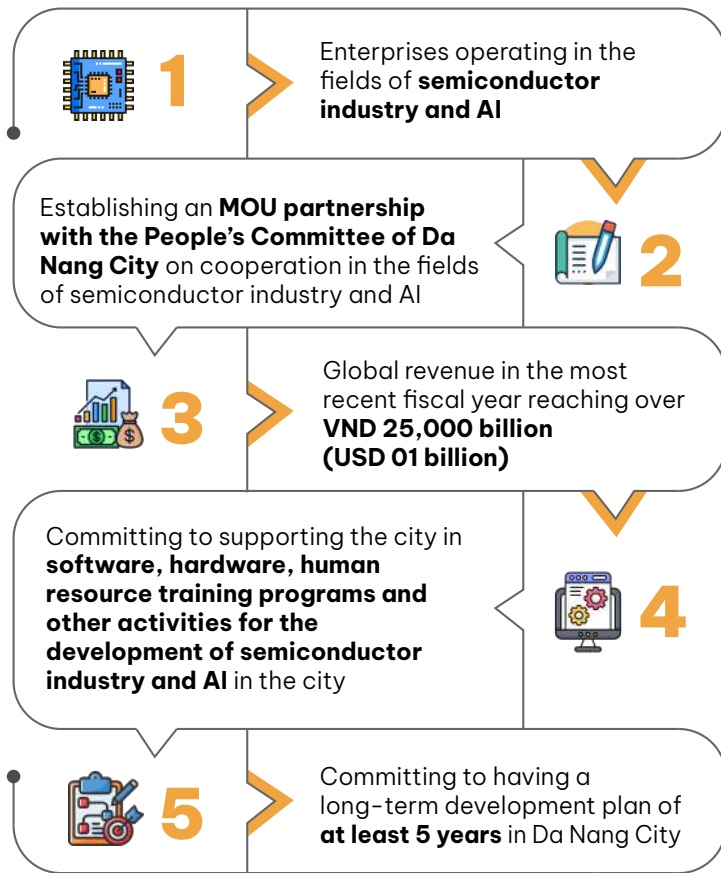 1
Enterprises operating in the
fields of semiconductor
industry and AI
Establishing an MOU partnership
with the People's Committee of Da
Nang City on cooperation in the fields
of semiconductor industry and AI
2
3
Global revenue in the most
recent fiscal year reaching over
VND 25,000 billion
(USD 01 billion)
Committing to supporting the city in
software, hardware, human
resource training programs and
other activities for the
development of semiconductor
industry and AI in the city
4
5
Committing to having a
long-term development plan of
at least 5 years in Da Nang City